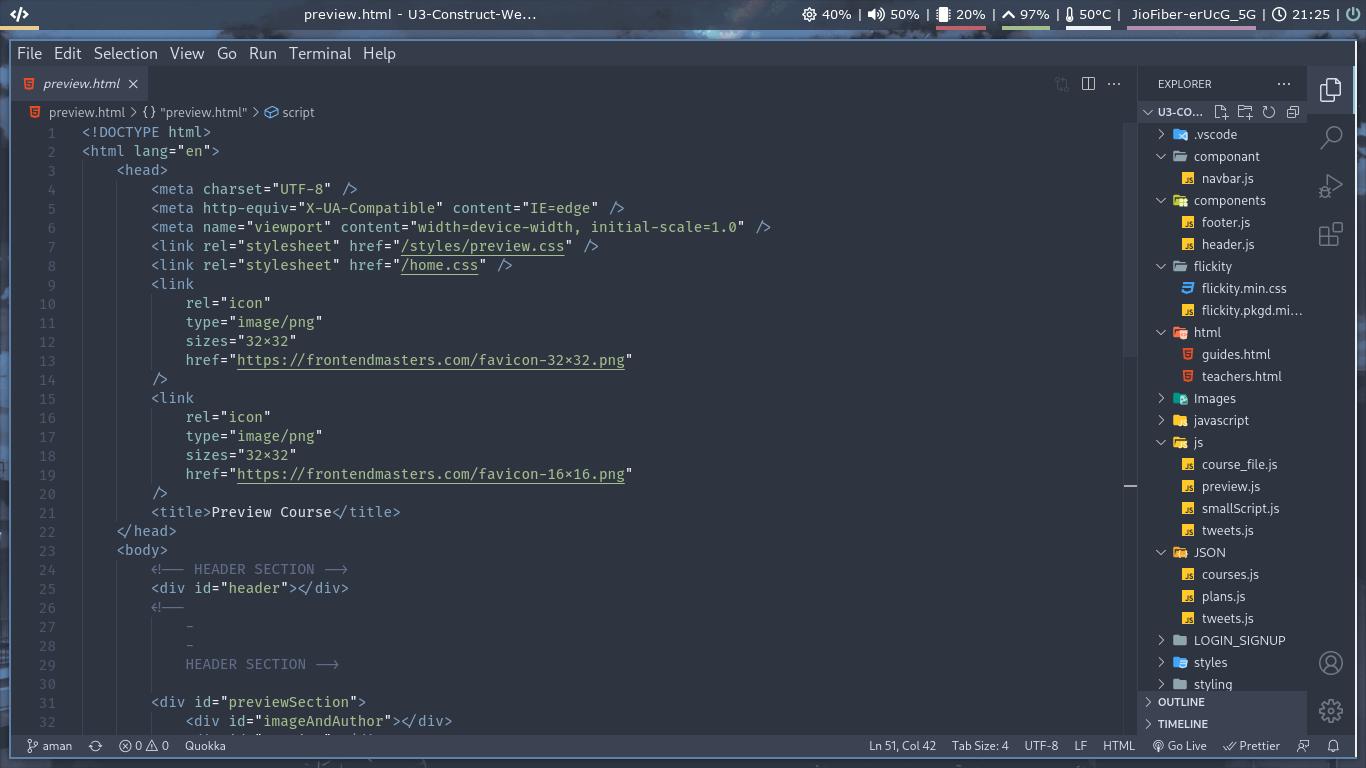 preview.html - U3-Construct-We...
40% | 50% | 20% | 97% | 50°C | JioFiber-erUcG_5G | 21:25 |
File Edit Selection View Go Run Terminal Help
preview.html
preview.html > {} "preview.html" > script
1 <!DOCTYPE html>
2 <html lang="en">
3 <head>
4 <meta charset="UTF-8" />
5 <meta http-equiv="X-UA-Compatible" content="IE=edge" />
6 <meta name="viewport" content="width=device-width, initial-scale=1.0" />
7 <link rel="stylesheet" href="/styles/preview.css" />
8 <link rel="stylesheet" href="/home.css" />
9 <link
10 rel="icon"
11 type="image/png"
12 sizes="32×32"
13 href="https://frontendmasters.com/favicon-32×32.png"
14 />
15 <link
16 rel="icon"
17 type="image/png"
18 sizes="32×32"
19 href="https://frontendmasters.com/favicon-16×16.png"
20 />
21 <title>Preview Course</title>
22 </head>
23 <body>
24 <!-- HEADER SECTION -->
25 <div id="header"></div>
26 <!--
27 -
28 -
29 HEADER SECTION -->
30
31 <div id="previewSection">
32 <div id="imageAndAuthor"></div>
EXPLORER
U3-CO...
.vscode
componant
navbar.js
components
footer.js
header.js
flickity
flickity.min.css
flickity.pkgd.mi...
html
guides.html
teachers.html
Images
javascript
js
course_file.js
preview.js
smallScript.js
tweets.js
JSON
courses.js
plans.js
tweets.js
LOGIN_SIGNUP
styles
styling
OUTLINE
TIMELINE
aman 0 0 Quokka Ln 51, Col 42 Tab Size: 4 UTF-8 LF HTML Go Live Prettier